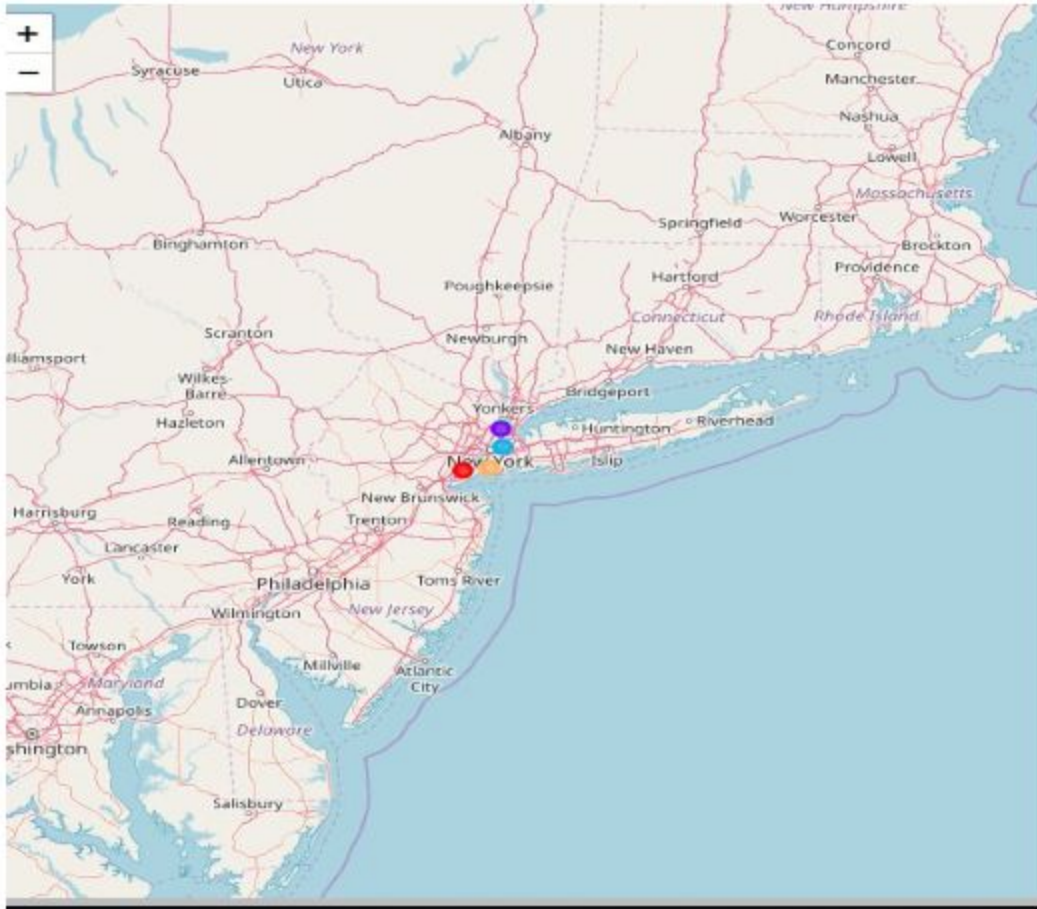 +
New Hampshire
−
Concord
New York
Syracuse
Utica
Manchester
Nashua
Albany
Lowell
Massachusetts
Springfield
Worcester
Binghamton
Brockton
Providence
Hartford
Poughkeepsie
Connecticut
Rhode Island
Scranton
Newburgh
New Haven
lliamsport
Wilkes-
Barre
Bridgeport
Yonkers
Hazleton
Huntington
Riverhead
Allentown
New York
Islip
New Brunswick
Harrisburg
Reading
Trenton
Lancaster
York
Philadelphia
Toms River
Wilmington
New Jersey
Towson
Millville
Atlantic
City
umbia
Maryland
Annapolis
Dover
Delaware
shington
Salisbury